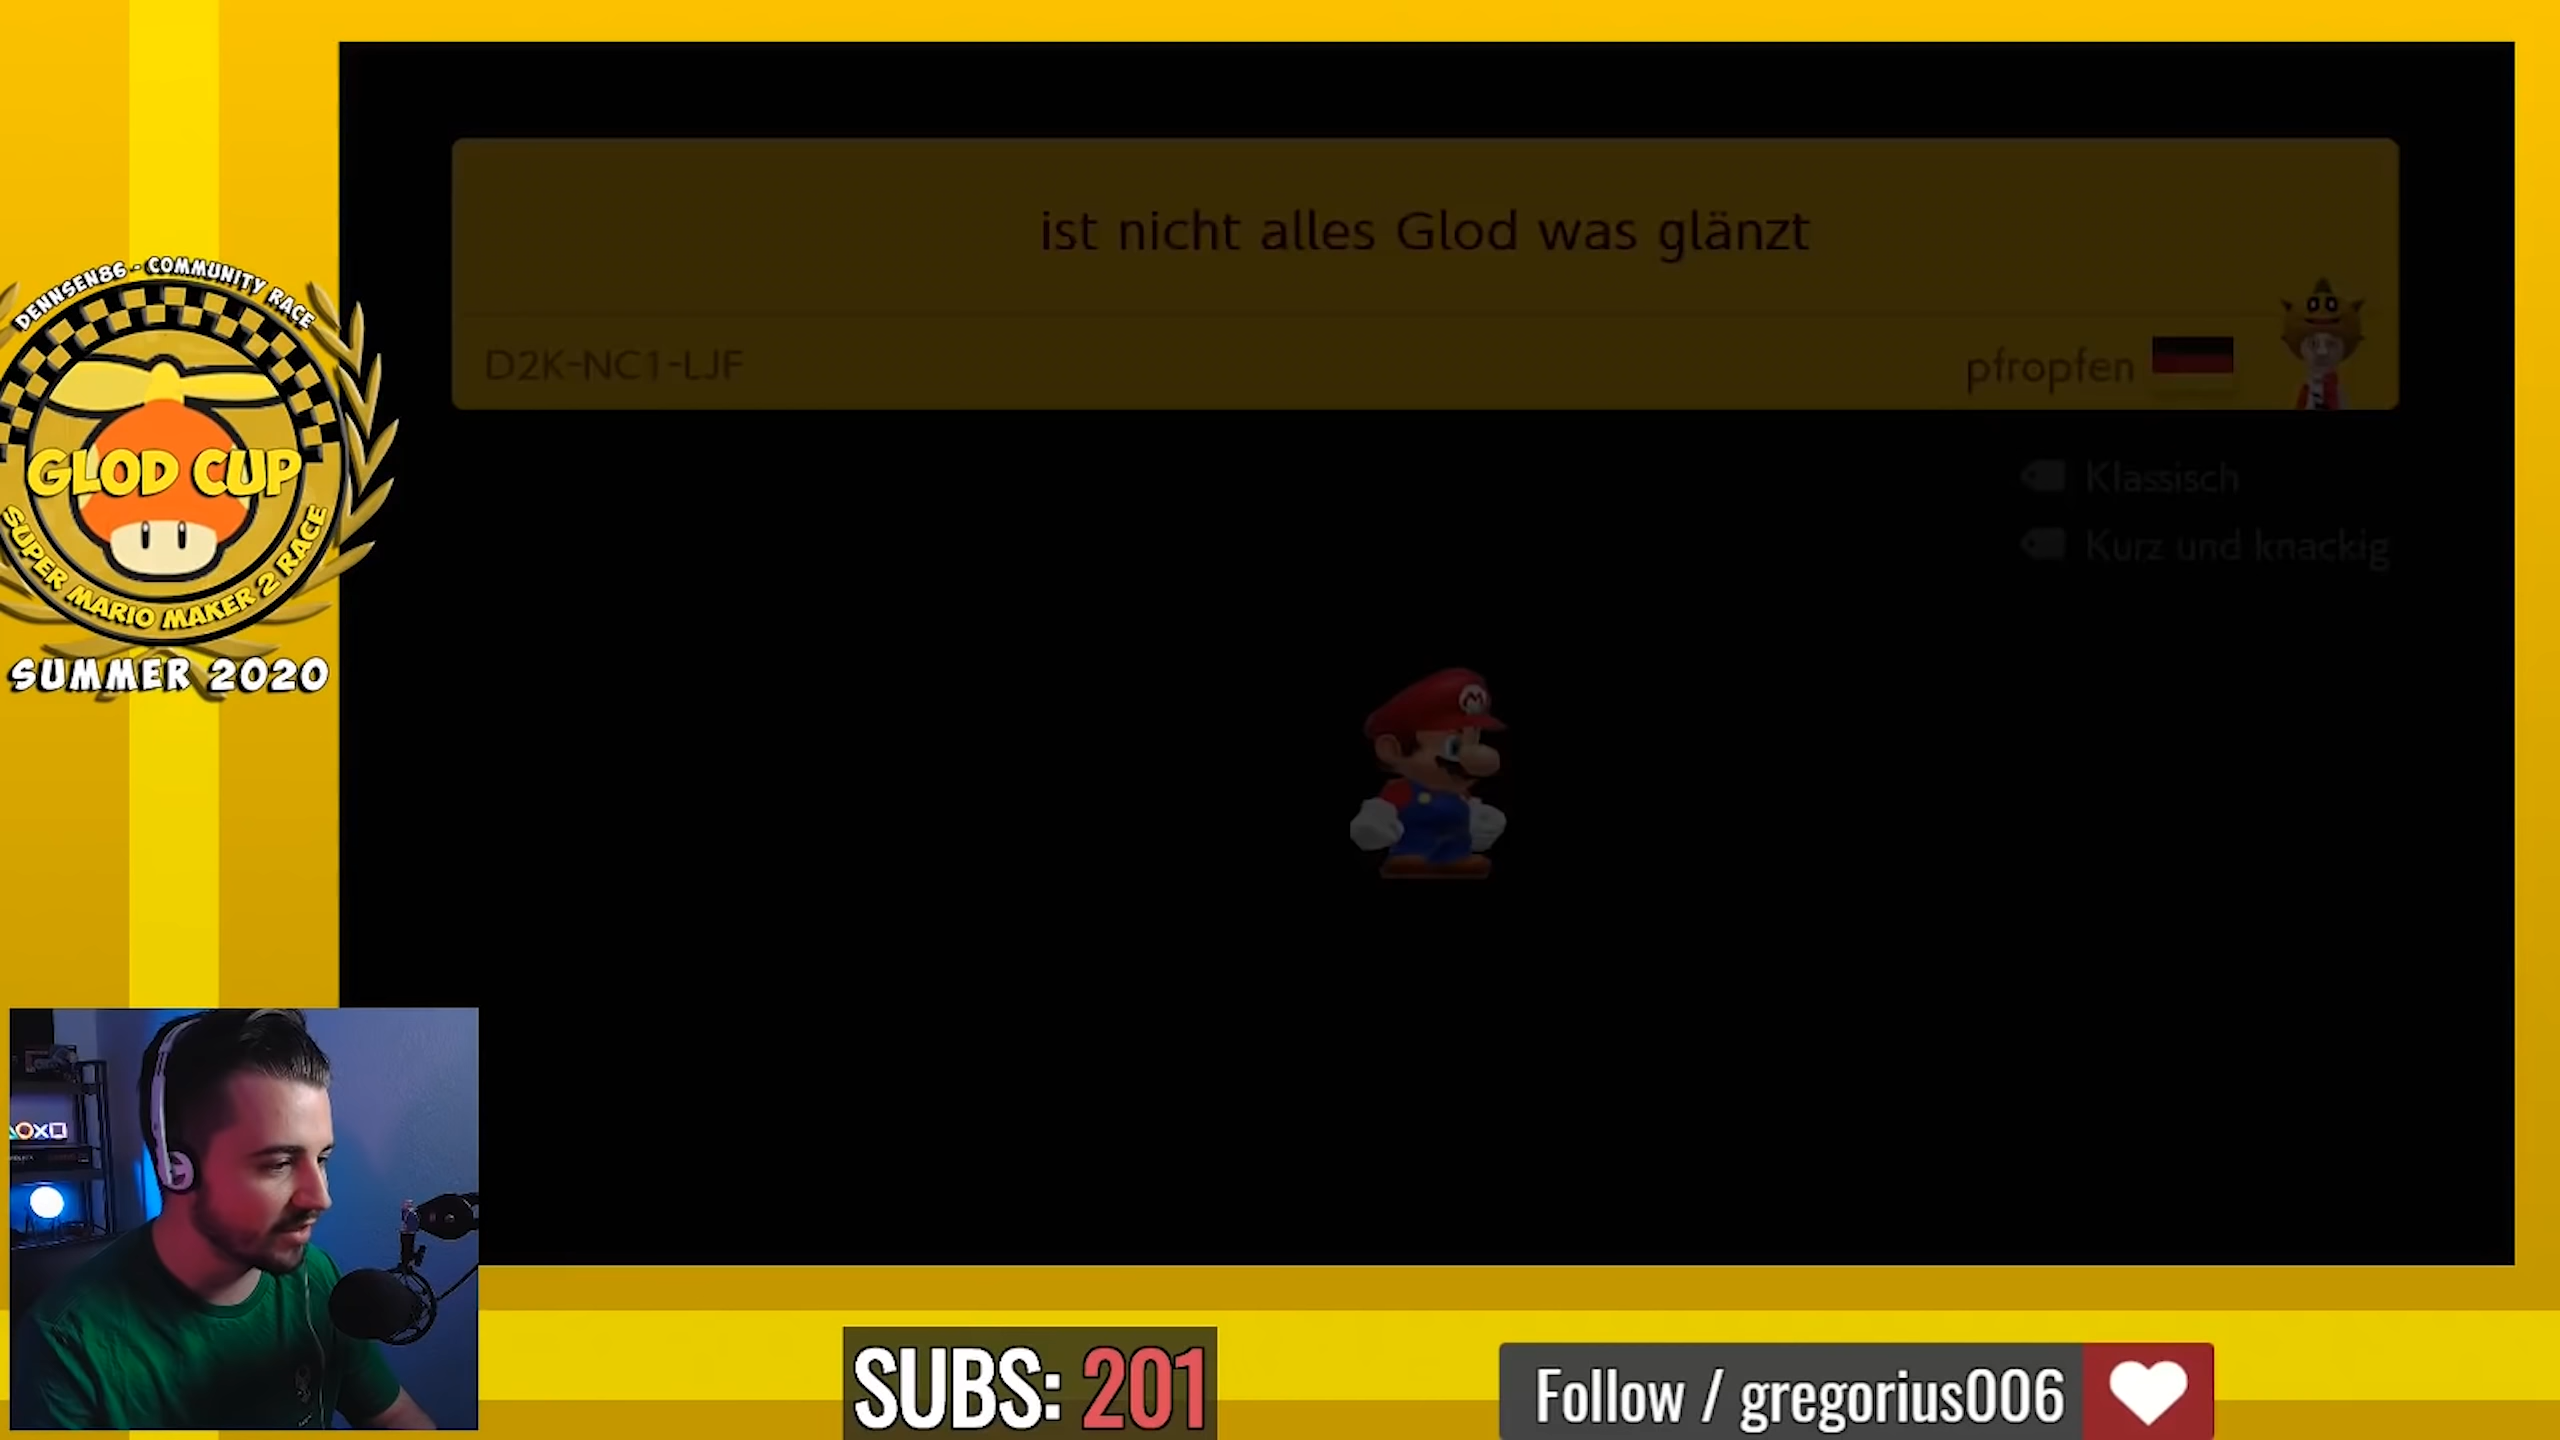 DENNSEN86 - COMMUNITY RACE
GLOD CUP
SUPER MARIO MAKER 2 RACE
SUMMER 2020
ist nicht alles Glod was glänzt
D2K-NC1-LJF
pfropfen
Klassisch
Kurz und knackig
M
SUBS: 201
Follow / gregorius006